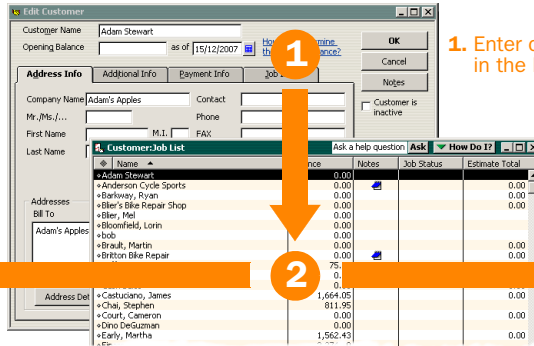 Edit Customer
Customer Name Adam Stewart
Opening Balance as of 15/12/2007
OK
Cancel
Notes
Customer is
inactive
1
1. Enter
in the
Address Info Additional Info Payment Info Job
Company Name Adam's Apples Contact
Mr./Ms./... Phone
First Name M.I. FAX
Last Name
Addresses
Bill To
Adam's Apples
Customer:Job List Ask a help question Ask How Do I?
Name Notes Job Status Estimate Total
Adam Stewart 0.00
Anderson Cycle Sports 0.00 0.00
Barkway, Ryan 0.00 0.00
Blier's Bike Repair Shop 0.00 0.00
Blier, Mel 0.00
Bloomfield, Lorin 0.00
bob 0.00
Brault, Martin 0.00 0.00
Britton Bike Repair 0.00 0.00
2
Castuciano, James 1,664.05 0.00
Chai, Stephen 811.95
Court, Cameron 0.00 0.00
Dino DeGuzman 0.00
Early, Martha 1,562.43 0.00